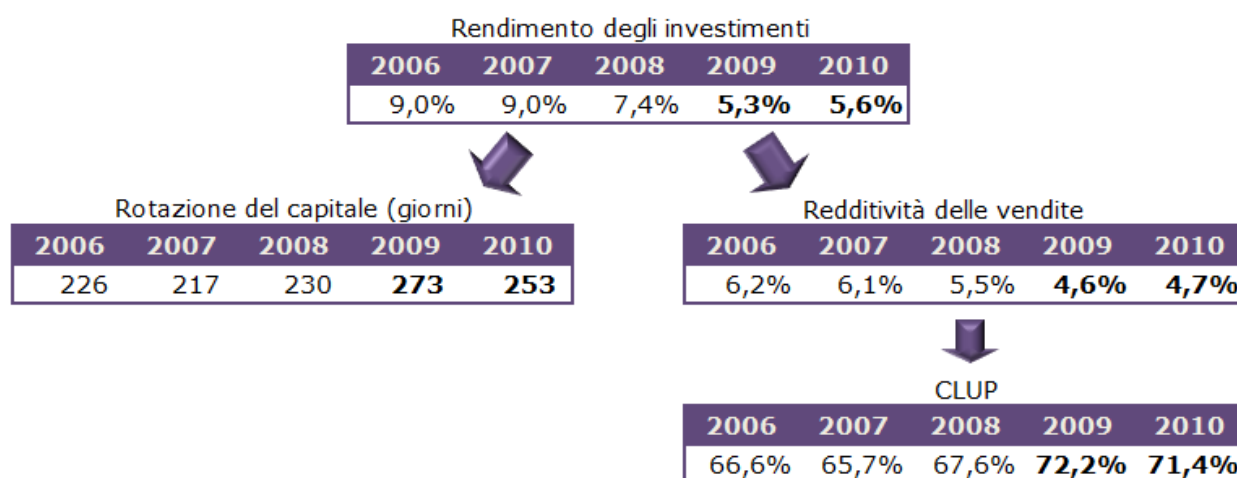 Rendimento degli investimenti
2006 2007 2008 2009 2010
9,0% 9,0% 7,4% 5,3% 5,6%
Rotazione del capitale (giorni)
2006 2007 2008 2009 2010
226 217 230 273 253
Redditività delle vendite
2006 2007 2008 2009 2010
6,2% 6,1% 5,5% 4,6% 4,7%
CLUP
2006 2007 2008 2009 2010
66,6% 65,7% 67,6% 72,2% 71,4%